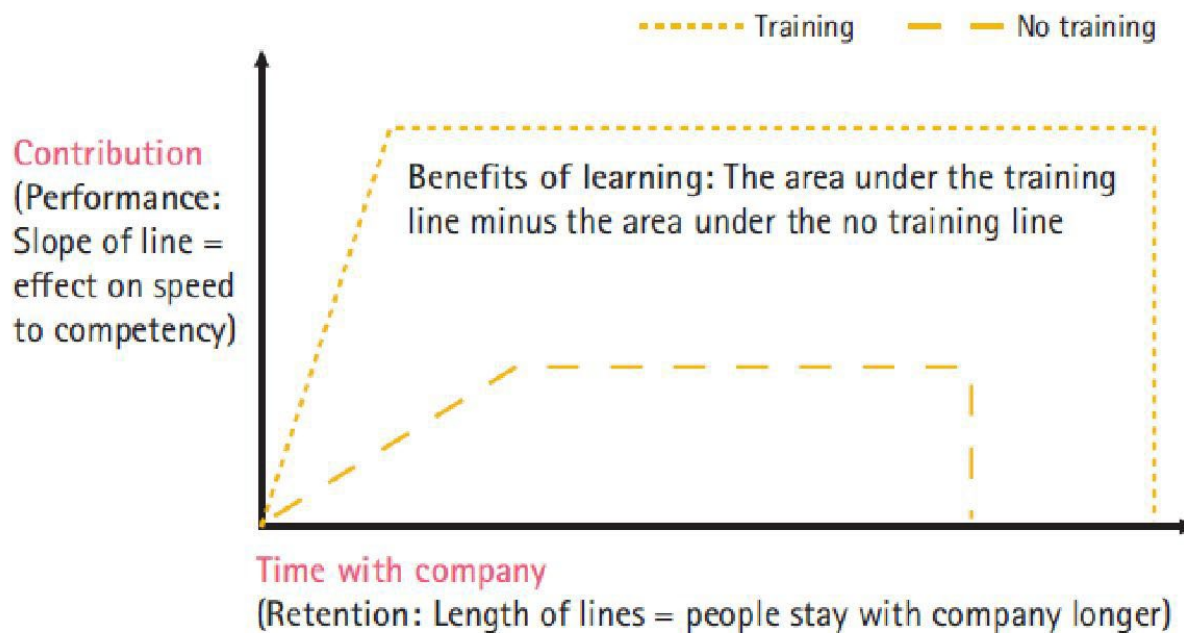 Training No training
Contribution
(Performance:
Slope of line =
effect on speed
to competency)
Benefits of learning: The area under the training
line minus the area under the no training line
Time with company
(Retention: Length of lines = people stay with company longer)